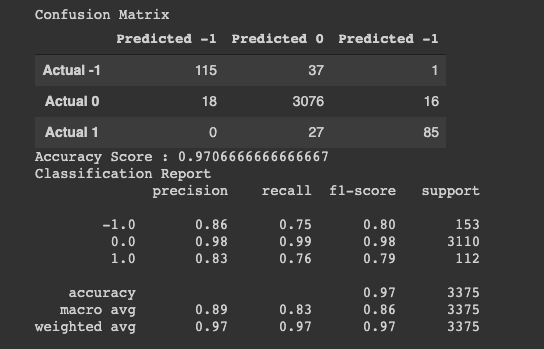 Confusion Matrix
Predicted -1 Predicted 0 Predicted -1
Actual -1 115 37 1
Actual 0 18 3076 16
Actual 1 0 27 85
Accuracy Score : 0.9706666666666667
Classification Report
precision recall f1-score support
-1.0 0.86 0.75 0.80 153
0.0 0.98 0.99 0.98 3110
1.0 0.83 0.76 0.79 112
accuracy 0.97 3375
macro avg 0.89 0.83 0.86 3375
weighted avg 0.97 0.97 0.97 3375